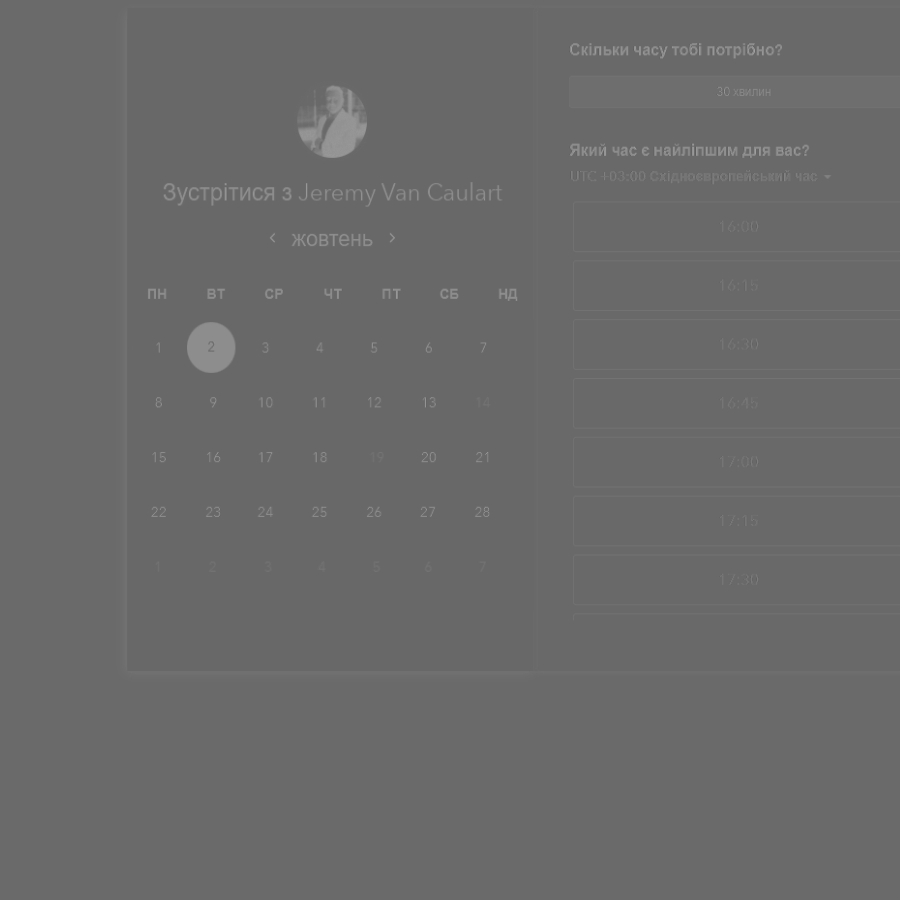 Зустрітися з Jeremy Van Caulart
жовтень
ПН ВТ СР ЧТ ПТ СБ НД
1 2 3 4 5 6 7
8 9 10 11 12 13 14
15 16 17 18 19 20 21
22 23 24 25 26 27 28
1 2 3 4 5 6 7
Скільки часу тобі потрібно?
30 хвилин
Який час є найліпшим для вас?
UTC +03:00 Східноєвропейський час
16:00
16:15
16:30
16:45
17:00
17:15
17:30